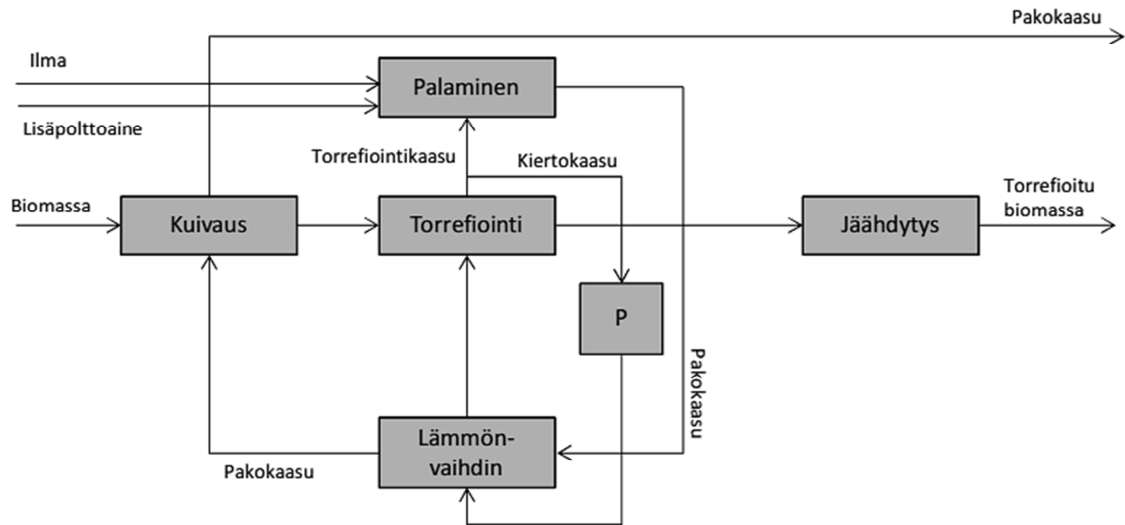 Pakokaasu
Ilma
Palaminen
Lisäpolttoaine
Torrefiointikaasu
Kiertokaasu
Biomassa
Kuivaus
Torrefiointi
Jäähdytys
Torrefioitu
biomassa
P
Pakokaasu
Lämmön-
vaihdin
Pakokaasu